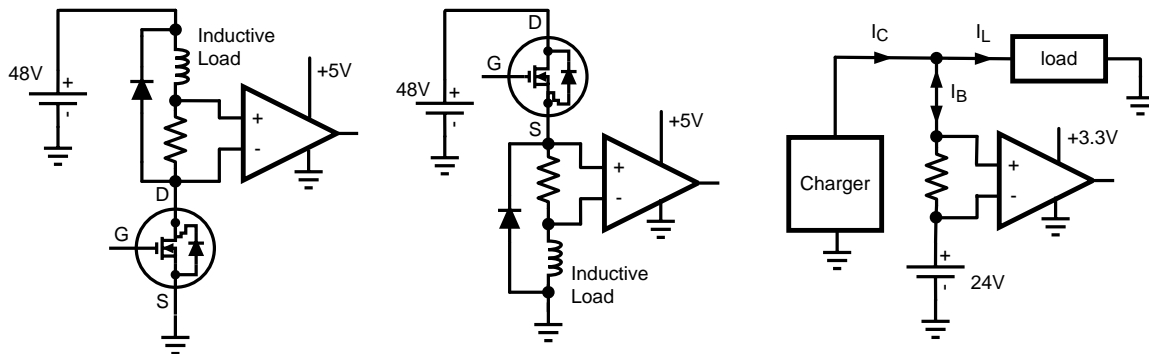 48V
+
-
Inductive
Load
+5V
+
-
D
G
S
48V
+
-
D
G
S
+5V
+
-
Inductive
Load
I_C
I_L
load
I_B
Charger
+3.3V
+
-
+
-
24V